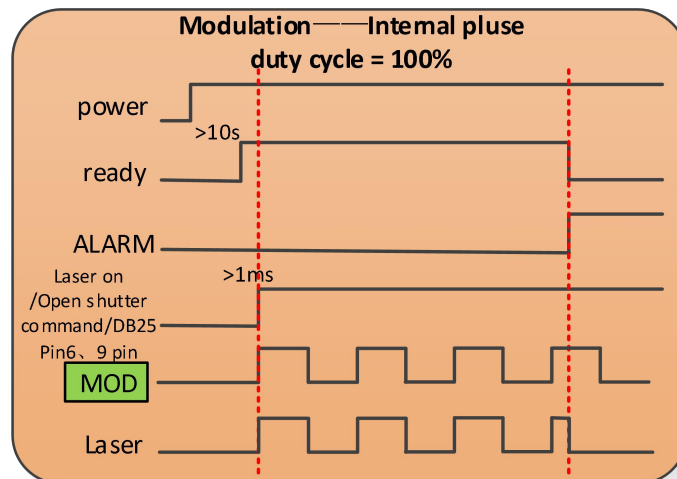 Modulation——Internal pluse
duty cycle = 100%
power
>10s
ready
ALARM
Laser on
>1ms
/Open shutter
command/DB25
Pin6、9 pin
MOD
Laser